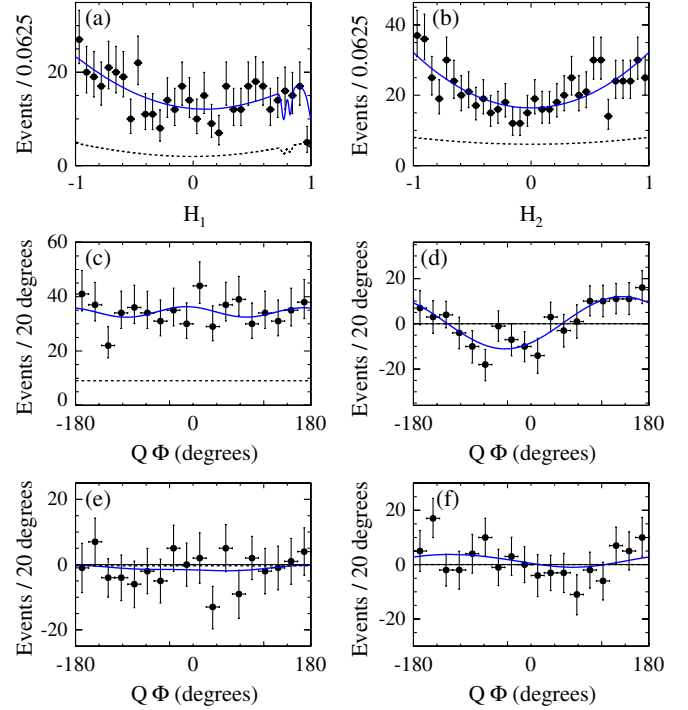 (a) (b)
Events / 0.0625 Events / 0.0625
0 20 0 20 40
-1 0 1 -1 0 1
H1 H2
(c) (d)
Events / 20 degrees Events / 20 degrees
0 20 40 60 -20 0 20
-180 0 180 -180 0 180
Q Φ (degrees) Q Φ (degrees)
(e) (f)
Events / 20 degrees Events / 20 degrees
-20 0 20 -20 0 20
-180 0 180 -180 0 180
Q Φ (degrees) Q Φ (degrees)